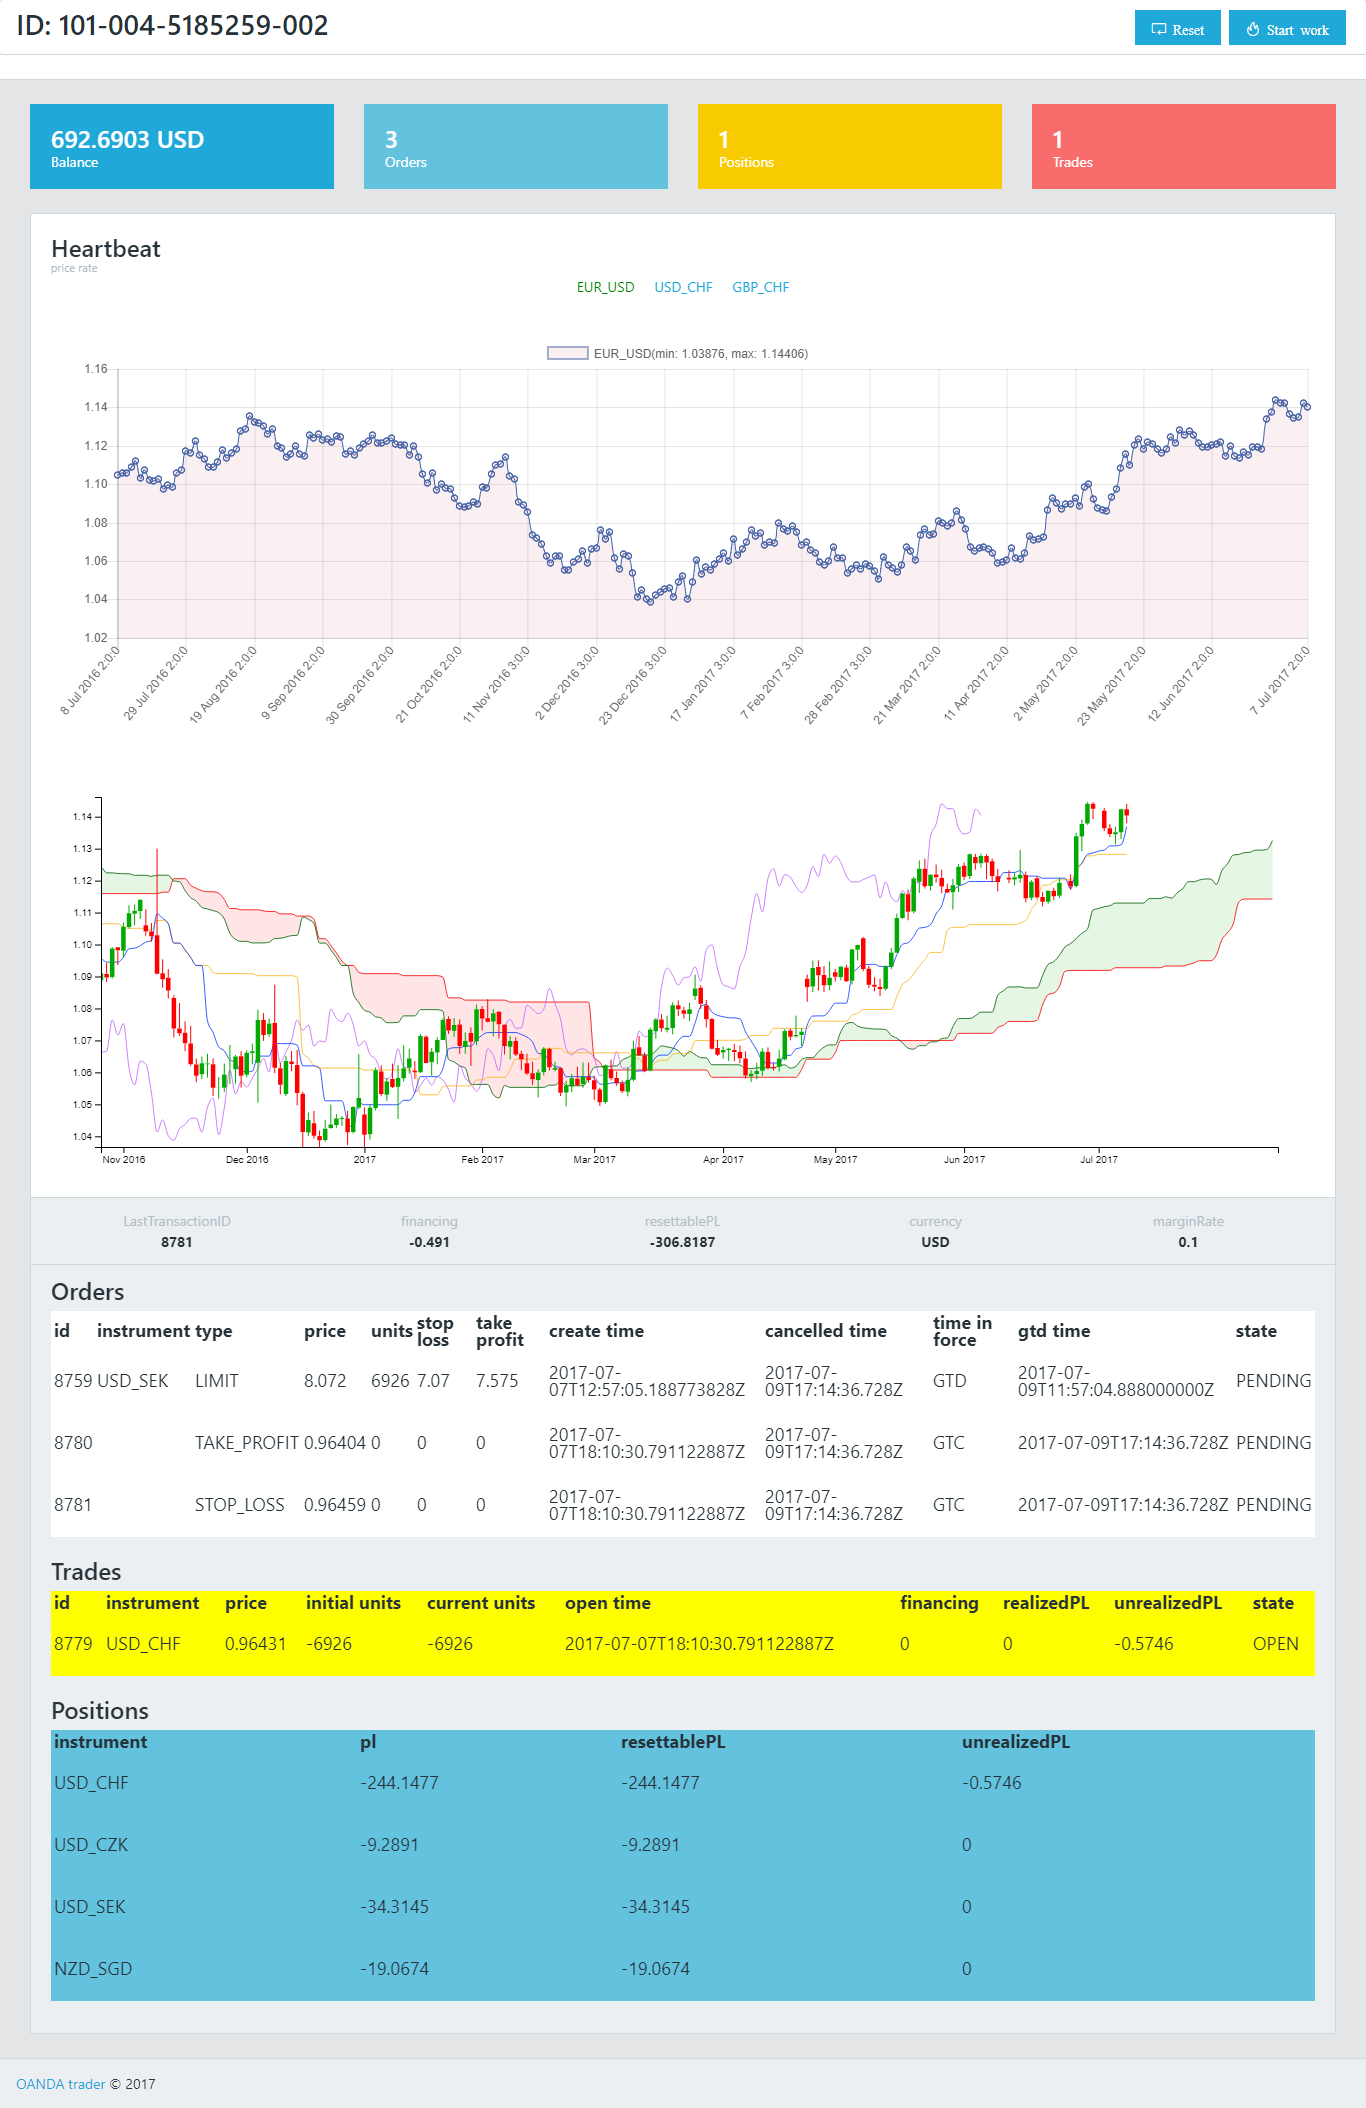 ID: 101-004-5185259-002
Reset
Start work
692.6903 USD
Balance
3
Orders
1
Positions
1
Trades
Heartbeat
price rate
EUR_USD USD_CHF GBP_CHF
EUR_USD(min: 1.03876, max: 1.14406)
1.16
1.14
1.12
1.10
1.08
1.06
1.04
1.02
8 Jul 2016 2:0:0
29 Jul 2016 2:0:0
19 Aug 2016 2:0:0
9 Sep 2016 2:0:0
30 Sep 2016 2:0:0
21 Oct 2016 2:0:0
11 Nov 2016 3:0:0
2 Dec 2016 3:0:0
23 Dec 2016 3:0:0
17 Jan 2017 3:0:0
7 Feb 2017 3:0:0
28 Feb 2017 3:0:0
21 Mar 2017 2:0:0
11 Apr 2017 2:0:0
2 May 2017 2:0:0
23 May 2017 2:0:0
12 Jun 2017 2:0:0
7 Jul 2017 2:0:0
1.14
1.13
1.12
1.11
1.10
1.09
1.08
1.07
1.06
1.05
1.04
Nov 2016 Dec 2016 2017 Feb 2017 Mar 2017 Apr 2017 May 2017 Jun 2017 Jul 2017
LastTransactionID financing resettablePL currency marginRate
8781 -0.491 -306.8187 USD 0.1
Orders
id instrument type price units stop loss take profit create time cancelled time time in force gtd time state
8759 USD_SEK LIMIT 8.072 6926 7.07 7.575 2017-07-07T12:57:05.188773828Z 2017-07-09T17:14:36.728Z GTD 2017-07-09T11:57:04.888000000Z PENDING
8780 TAKE_PROFIT 0.96404 0 0 0 2017-07-07T18:10:30.791122887Z 2017-07-09T17:14:36.728Z GTC 2017-07-09T17:14:36.728Z PENDING
8781 STOP_LOSS 0.96459 0 0 0 2017-07-07T18:10:30.791122887Z 2017-07-09T17:14:36.728Z GTC 2017-07-09T17:14:36.728Z PENDING
Trades
id instrument price initial units current units open time financing realizedPL unrealizedPL state
8779 USD_CHF 0.96431 -6926 -6926 2017-07-07T18:10:30.791122887Z 0 0 -0.5746 OPEN
Positions
instrument pl resettablePL unrealizedPL
USD_CHF -244.1477 -244.1477 -0.5746
USD_CZK -9.2891 -9.2891 0
USD_SEK -34.3145 -34.3145 0
NZD_SGD -19.0674 -19.0674 0
OANDA trader © 2017